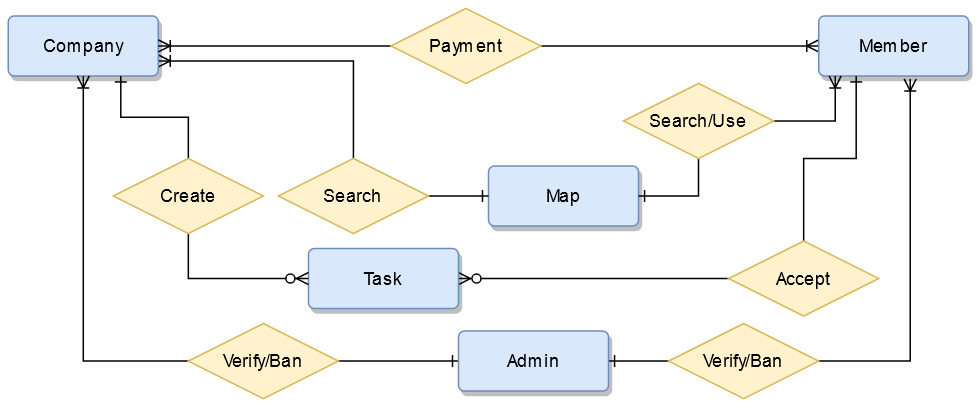 Company
Payment
Member
Search/Use
Create
Search
Map
Task
Accept
Verify/Ban
Admin
Verify/Ban